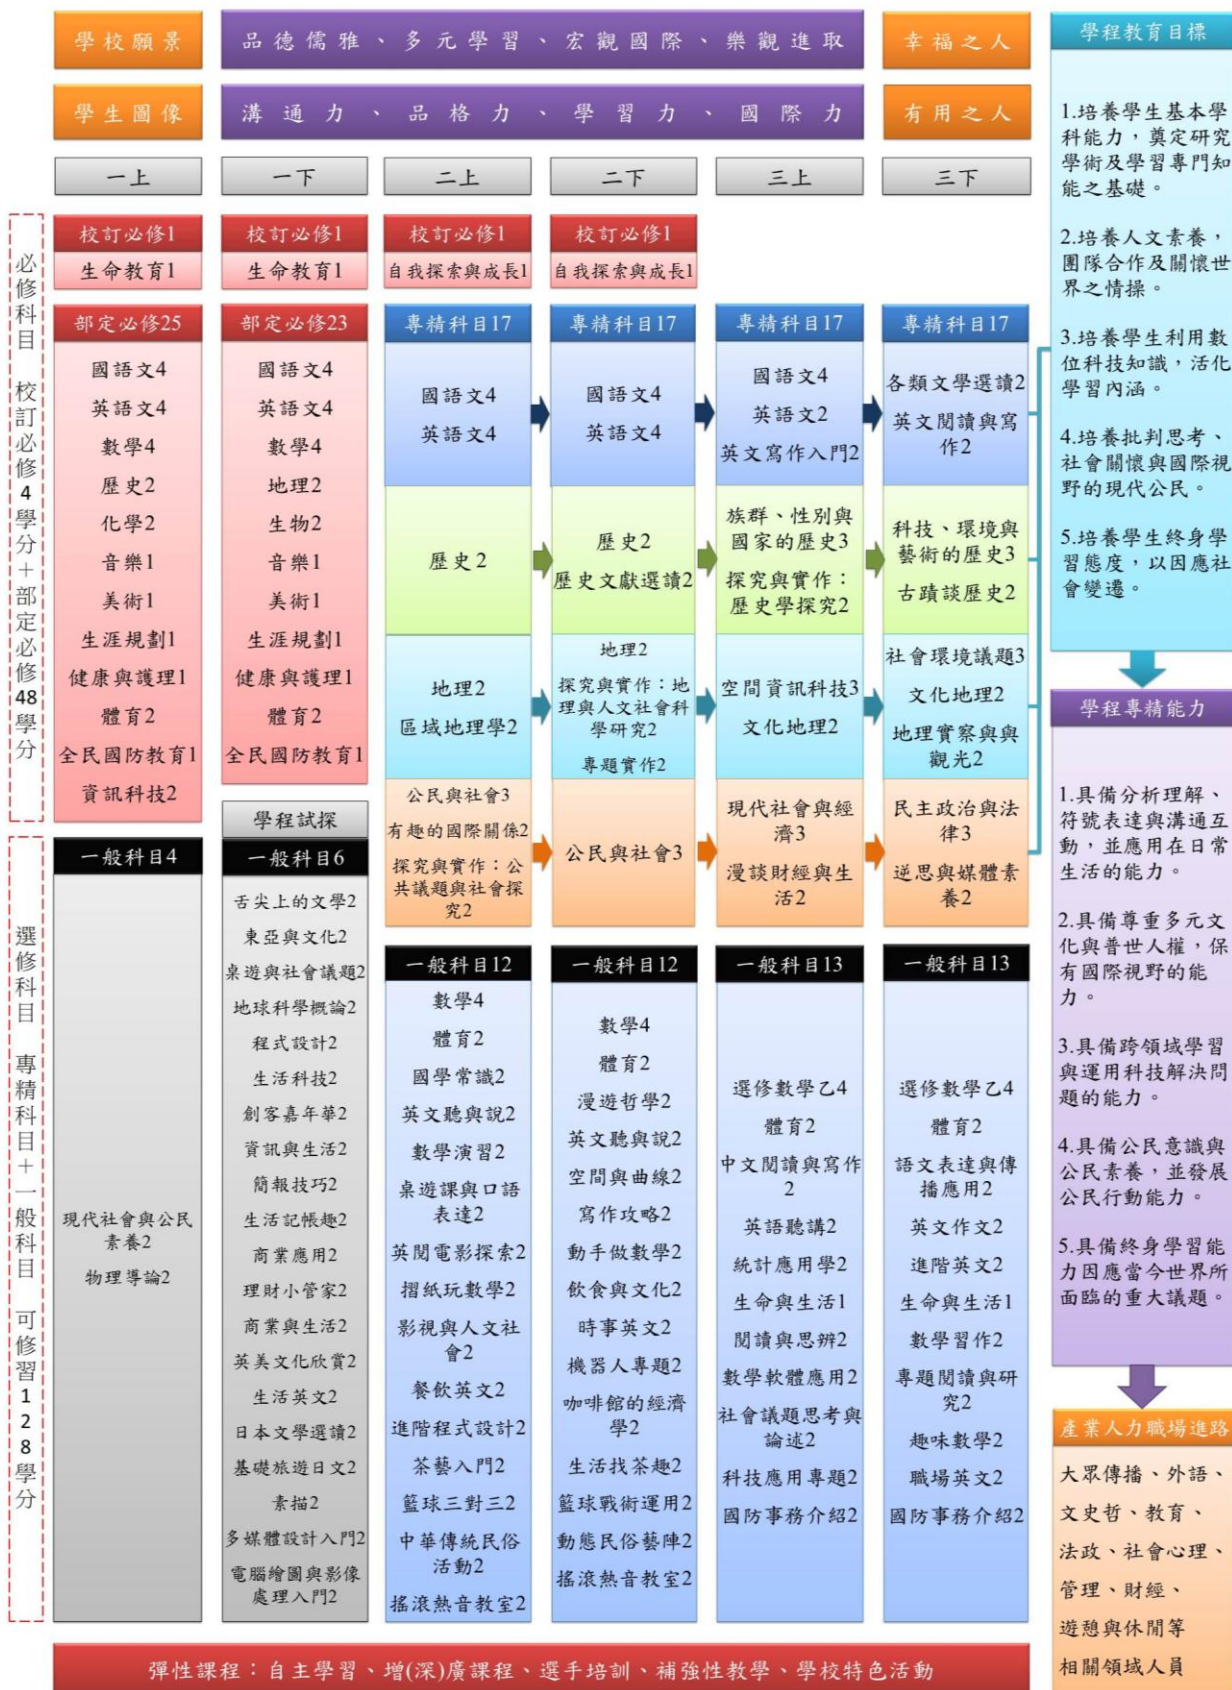 學校願景
品德儒雅、多元學習、宏觀國際、樂觀進取
幸福之人
學生圖像
溝通力、品格力、學習力、國際力
有用之人
一上
一下
二上
二下
三上
三下
必修科目 校訂必修4學分+部定必修48學分
校訂必修1
生命教育1
校訂必修1
生命教育1
校訂必修1
自我探索與成長1
校訂必修1
自我探索與成長1
部定必修25
國語文4
英語文4
數學4
歷史2
化學2
音樂1
美術1
生涯規劃1
健康與護理1
體育2
全民國防教育1
資訊科技2
部定必修23
國語文4
英語文4
數學4
地理2
生物2
音樂1
美術1
生涯規劃1
健康與護理1
體育2
全民國防教育1
專精科目17
國語文4
英語文4
歷史2
地理2
區域地理學2
公民與社會3
有趣的國際關係2
探究與實作：公
共議題與社會探
究2
專精科目17
國語文4
英語文4
歷史2
歷史文獻選讀2
地理2
探究與實作：地
理與人文社會科
學研究2
專題實作2
公民與社會3
專精科目17
國語文4
英語文2
英文寫作入門2
族群、性別與
國家的歷史3
探究與實作：
歷史學探究2
空間資訊科技3
文化地理2
現代社會與經
濟3
漫談財經與生
活2
專精科目17
各類文學選讀2
英文閱讀與寫
作2
科技、環境與
藝術的歷史3
古蹟談歷史2
社會環境議題3
文化地理2
地理實察與與
觀光2
民主政治與法
律3
逆思與媒體素
養2
選修科目 專精科目+一般科目 可修習128學分
一般科目4
現代社會與公民
素養2
物理導論2
學程試探
一般科目6
舌尖上的文學2
東亞與文化2
桌遊與社會議題2
地球科學概論2
程式設計2
生活科技2
創客嘉年華2
資訊與生活2
簡報技巧2
生活記帳趣2
商業應用2
理財小管家2
商業與生活2
英美文化欣賞2
生活英文2
日本文學選讀2
基礎旅遊日文2
素描2
多媒體設計入門2
電腦繪圖與影像
處理入門2
一般科目12
數學4
體育2
國學常識2
英文聽與說2
數學演習2
桌遊課與口語
表達2
英閱電影探索2
摺紙玩數學2
影視與人文社
會2
餐飲英文2
進階程式設計2
茶藝入門2
籃球三對三2
中華傳統民俗
活動2
搖滾熱音教室2
一般科目12
數學4
體育2
漫遊哲學2
英文聽與說2
空間與曲線2
寫作攻略2
動手做數學2
飲食與文化2
時事英文2
機器人專題2
咖啡館的經濟
學2
生活找茶趣2
籃球戰術運用2
動態民俗藝陣2
搖滾熱音教室2
一般科目13
選修數學乙4
體育2
中文閱讀與寫作
2
英語聽講2
統計應用學2
生命與生活1
閱讀與思辨2
數學軟體應用2
社會議題思考與
論述2
科技應用專題2
國防事務介紹2
一般科目13
選修數學乙4
體育2
語文表達與傳
播應用2
英文作文2
進階英文2
生命與生活1
數學習作2
專題閱讀與研
究2
趣味數學2
職場英文2
國防事務介紹2
彈性課程：自主學習、增(深)廣課程、選手培訓、補強性教學、學校特色活動
學程教育目標
1.培養學生基本學
科能力，奠定研究
學術及學習專門知
能之基礎。
2.培養人文素養，
團隊合作及關懷世
界之情操。
3.培養學生利用數
位科技知識，活化
學習內涵。
4.培養批判思考、
社會關懷與國際視
野的現代公民。
5.培養學生終身學
習態度，以因應社
會變遷。
學程專精能力
1.具備分析理解、
符號表達與溝通互
動，並應用在日常
生活的能力。
2.具備尊重多元文
化與普世人權，保
有國際視野的能
力。
3.具備跨領域學習
與運用科技解決問
題的能力。
4.具備公民意識與
公民素養，並發展
公民行動能力。
5.具備終身學習能
力因應當今世界所
面臨的重大議題。
產業人力職場進路
大眾傳播、外語、
文史哲、教育、
法政、社會心理、
管理、財經、
遊憩與休閒等
相關領域人員